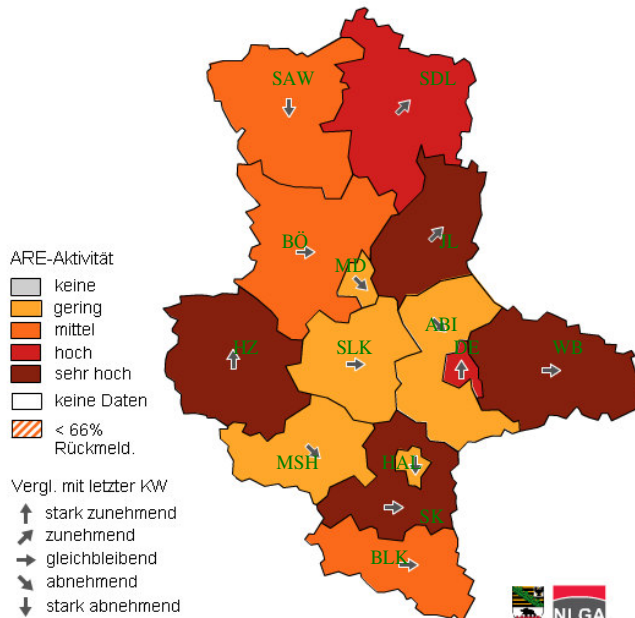 SAW
SDL
BÖ
JL
MD
ARE-Aktivität
keine
gering
mittel
hoch
sehr hoch
keine Daten
< 66%
Rückmeld.
HZ
SLK
ABI
DE
WB
MSH
HAL
SK
BLK
Vergl. mit letzter KW
stark zunehmend
zunehmend
gleichbleibend
abnehmend
stark abnehmend
NLGA